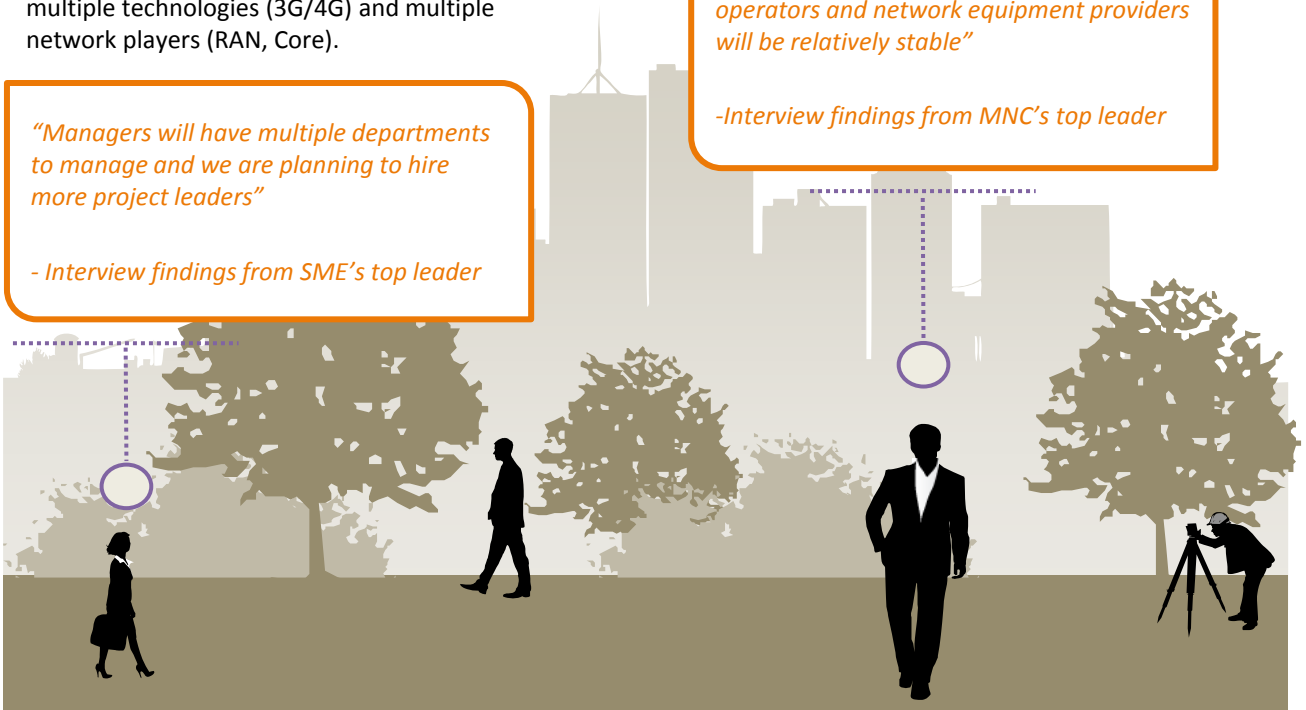 multiple technologies (3G/4G) and multiple
network players (RAN, Core).
“Managers will have multiple departments
to manage and we are planning to hire
more project leaders”
- Interview findings from SME’s top leader
operators and network equipment providers
will be relatively stable”
-Interview findings from MNC’s top leader